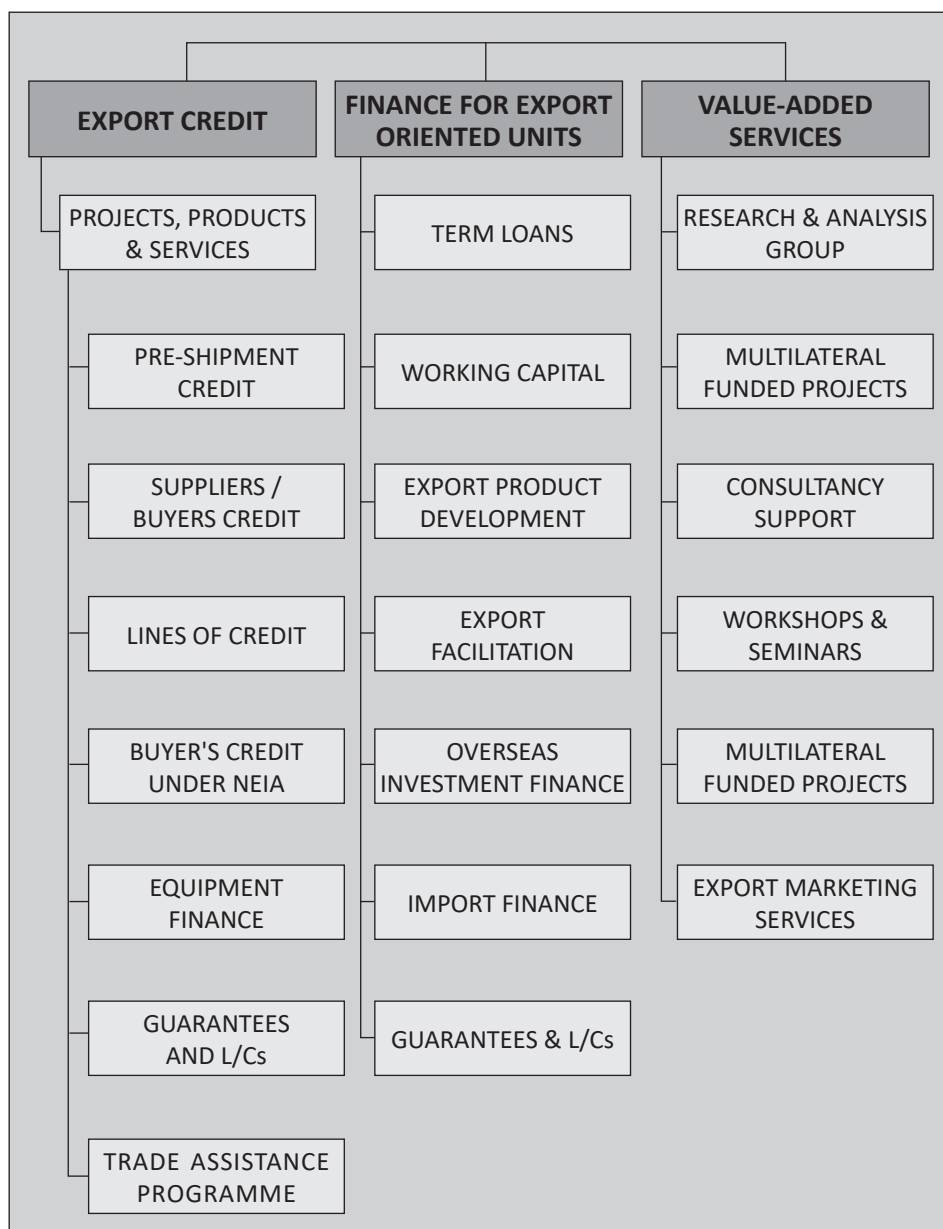 EXPORT CREDIT
PROJECTS, PRODUCTS
& SERVICES
PRE-SHIPMENT
CREDIT
SUPPLIERS /
BUYERS CREDIT
LINES OF CREDIT
BUYER'S CREDIT
UNDER NEIA
EQUIPMENT
FINANCE
GUARANTEES
AND L/Cs
TRADE ASSISTANCE
PROGRAMME
FINANCE FOR EXPORT
ORIENTED UNITS
TERM LOANS
WORKING CAPITAL
EXPORT PRODUCT
DEVELOPMENT
EXPORT
FACILITATION
OVERSEAS
INVESTMENT FINANCE
IMPORT FINANCE
GUARANTEES & L/Cs
VALUE-ADDED
SERVICES
RESEARCH & ANALYSIS
GROUP
MULTILATERAL
FUNDED PROJECTS
CONSULTANCY
SUPPORT
WORKSHOPS &
SEMINARS
MULTILATERAL
FUNDED PROJECTS
EXPORT MARKETING
SERVICES